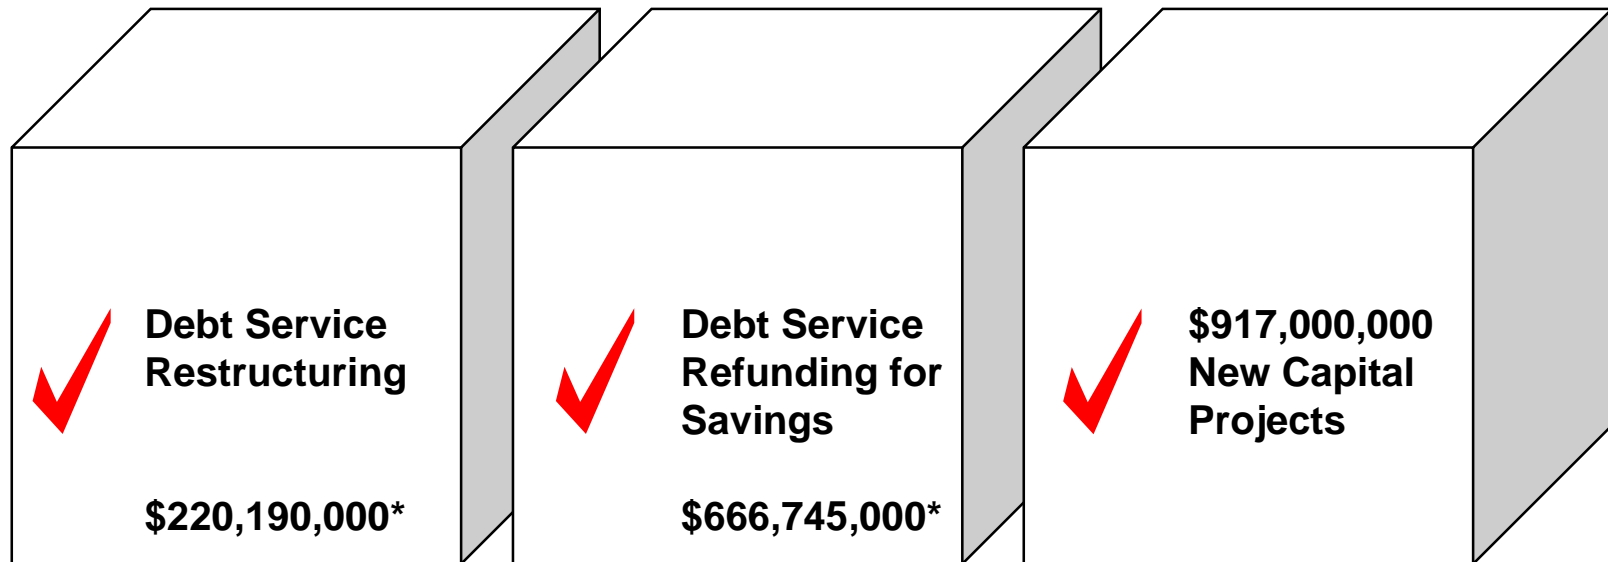 Debt Service
Restructuring
$220,190,000*
Debt Service
Refunding for
Savings
$666,745,000*
$917,000,000
New Capital
Projects